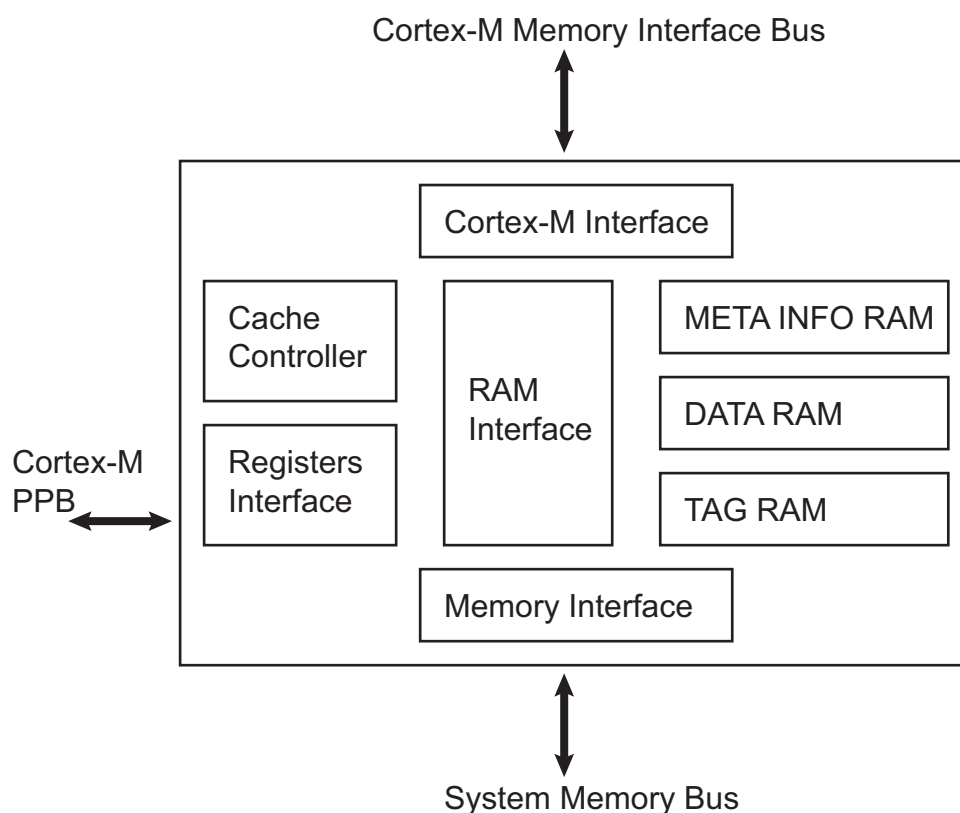 Cortex-M Memory Interface Bus
Cortex-M Interface
Cache
Controller
RAM
Interface
META INFO RAM
DATA RAM
TAG RAM
Registers
Interface
Cortex-M
PPB
Memory Interface
System Memory Bus